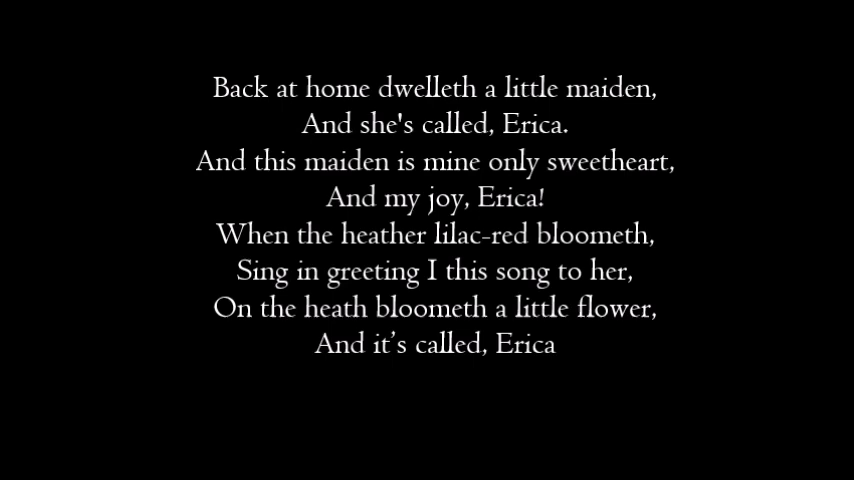 Back at home dwelleth a little maiden,
And she's called, Erica.
And this maiden is mine only sweetheart,
And my joy, Erica!
When the heather lilac-red bloometh,
Sing in greeting I this song to her,
On the heath bloometh a little flower,
And it’s called, Erica